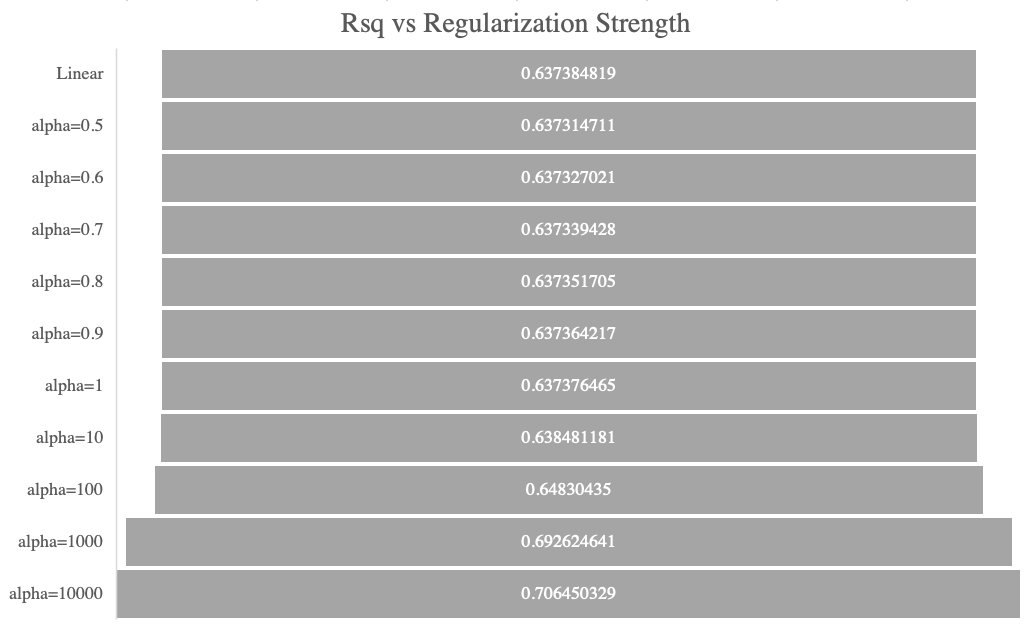 Rsq vs Regularization Strength
Linear 0.637384819
alpha=0.5 0.637314711
alpha=0.6 0.637327021
alpha=0.7 0.637339428
alpha=0.8 0.637351705
alpha=0.9 0.637364217
alpha=1 0.637376465
alpha=10 0.638481181
alpha=100 0.64830435
alpha=1000 0.692624641
alpha=10000 0.706450329